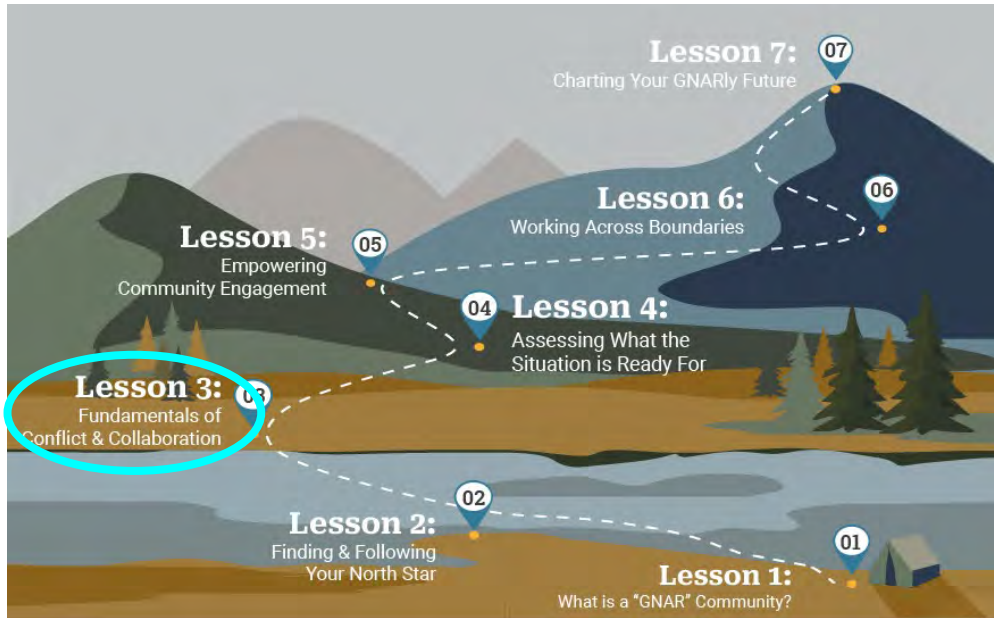 Lesson 7:
Charting Your GNARly Future
07
Lesson 6:
Working Across Boundaries
06
Lesson 5:
Empowering
Community Engagement
05
04
Lesson 4:
Assessing What the
Situation is Ready For
Lesson 3:
Fundamentals of
Conflict & Collaboration
03
Lesson 2:
Finding & Following
Your North Star
02
Lesson 1:
What is a "GNAR" Community?
01